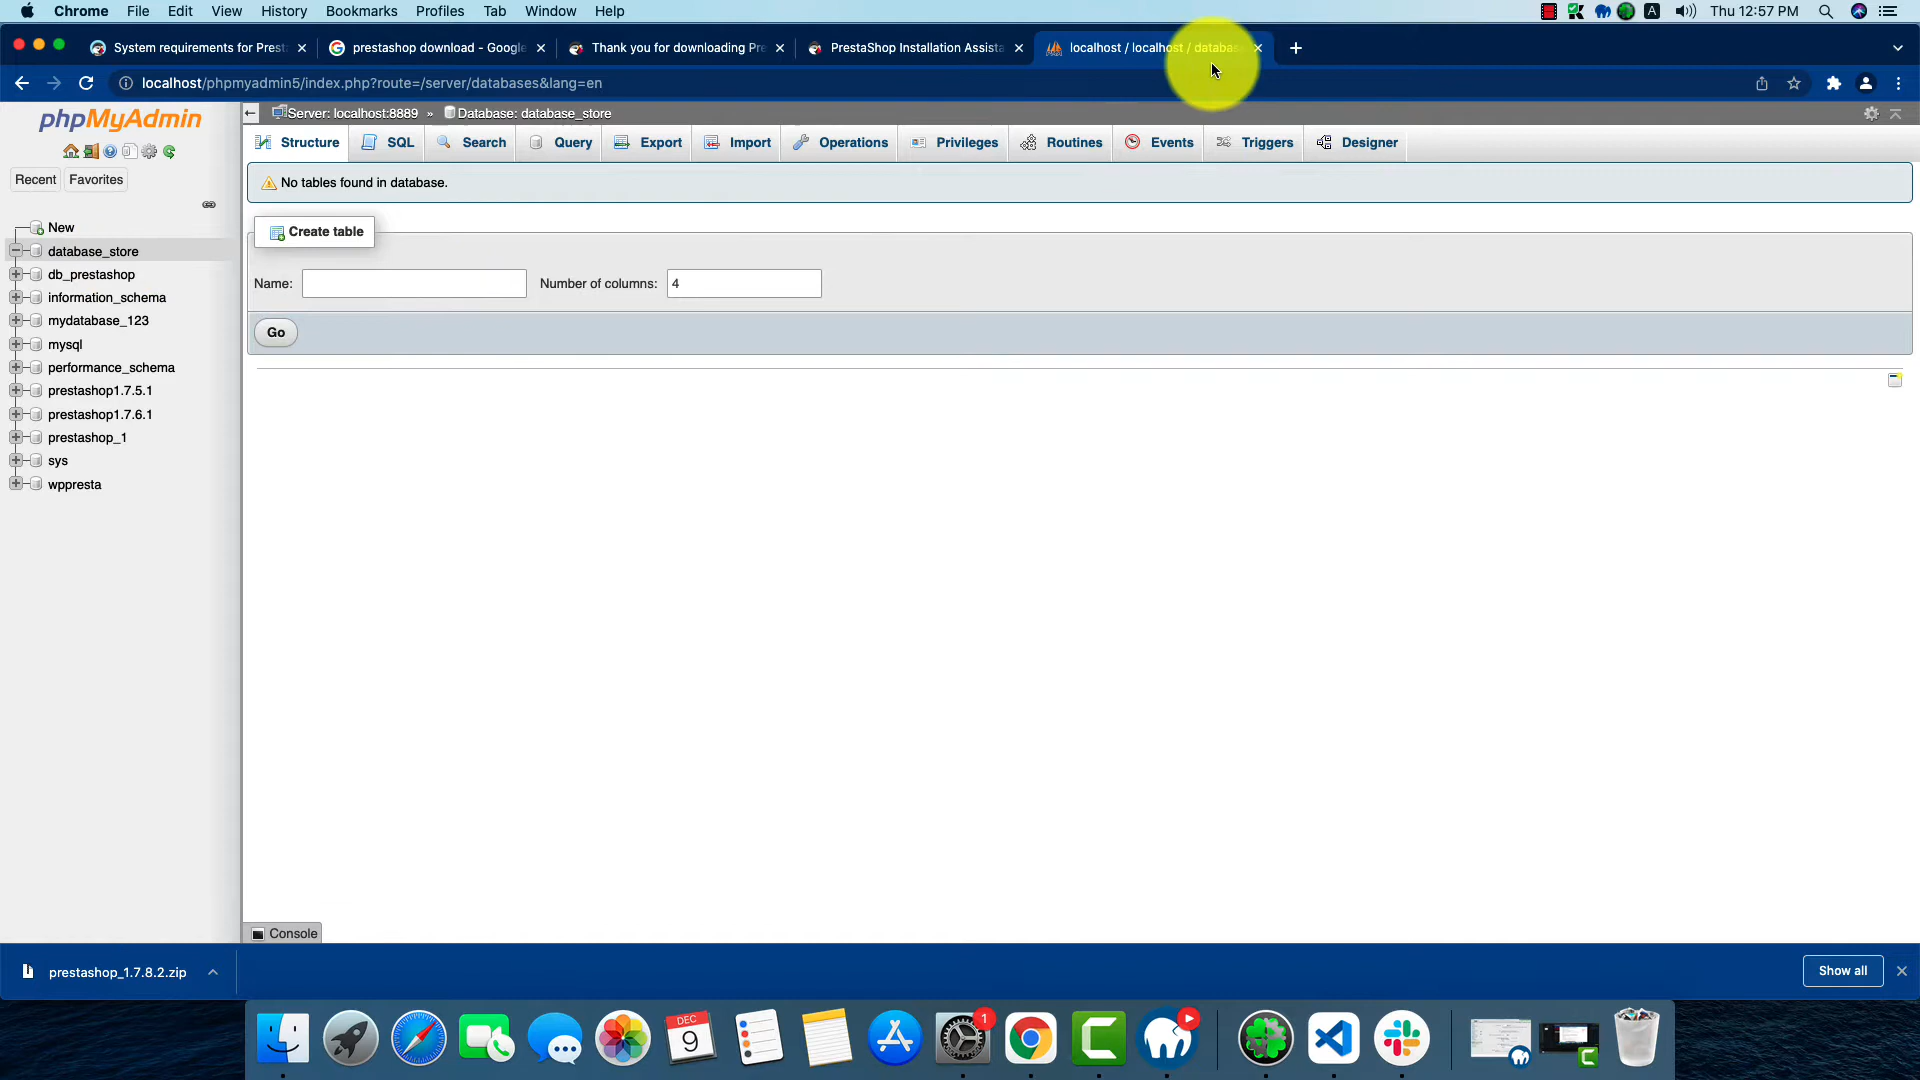 Chrome File Edit View History Bookmarks Profiles Tab Window Help A Thu 12:57 PM
System requirements for Prest prestashop download - Google Thank you for downloading Pre PrestaShop Installation Assista localhost / localhost / databas
localhost/phpmyadmin5/index.php?route=/server/databases&lang=en
phpMyAdmin
Recent Favorites
New
database_store
db_prestashop
information_schema
mydatabase_123
mysql
performance_schema
prestashop1.7.5.1
prestashop1.7.6.1
prestashop_1
sys
wppresta
Server: localhost:8889 » Database: database_store
Structure SQL Search Query Export Import Operations Privileges Routines Events Triggers Designer
No tables found in database.
Create table
Name: Number of columns: 4
Go
Console
prestashop_1.7.8.2.zip Show all
DEC
9
1